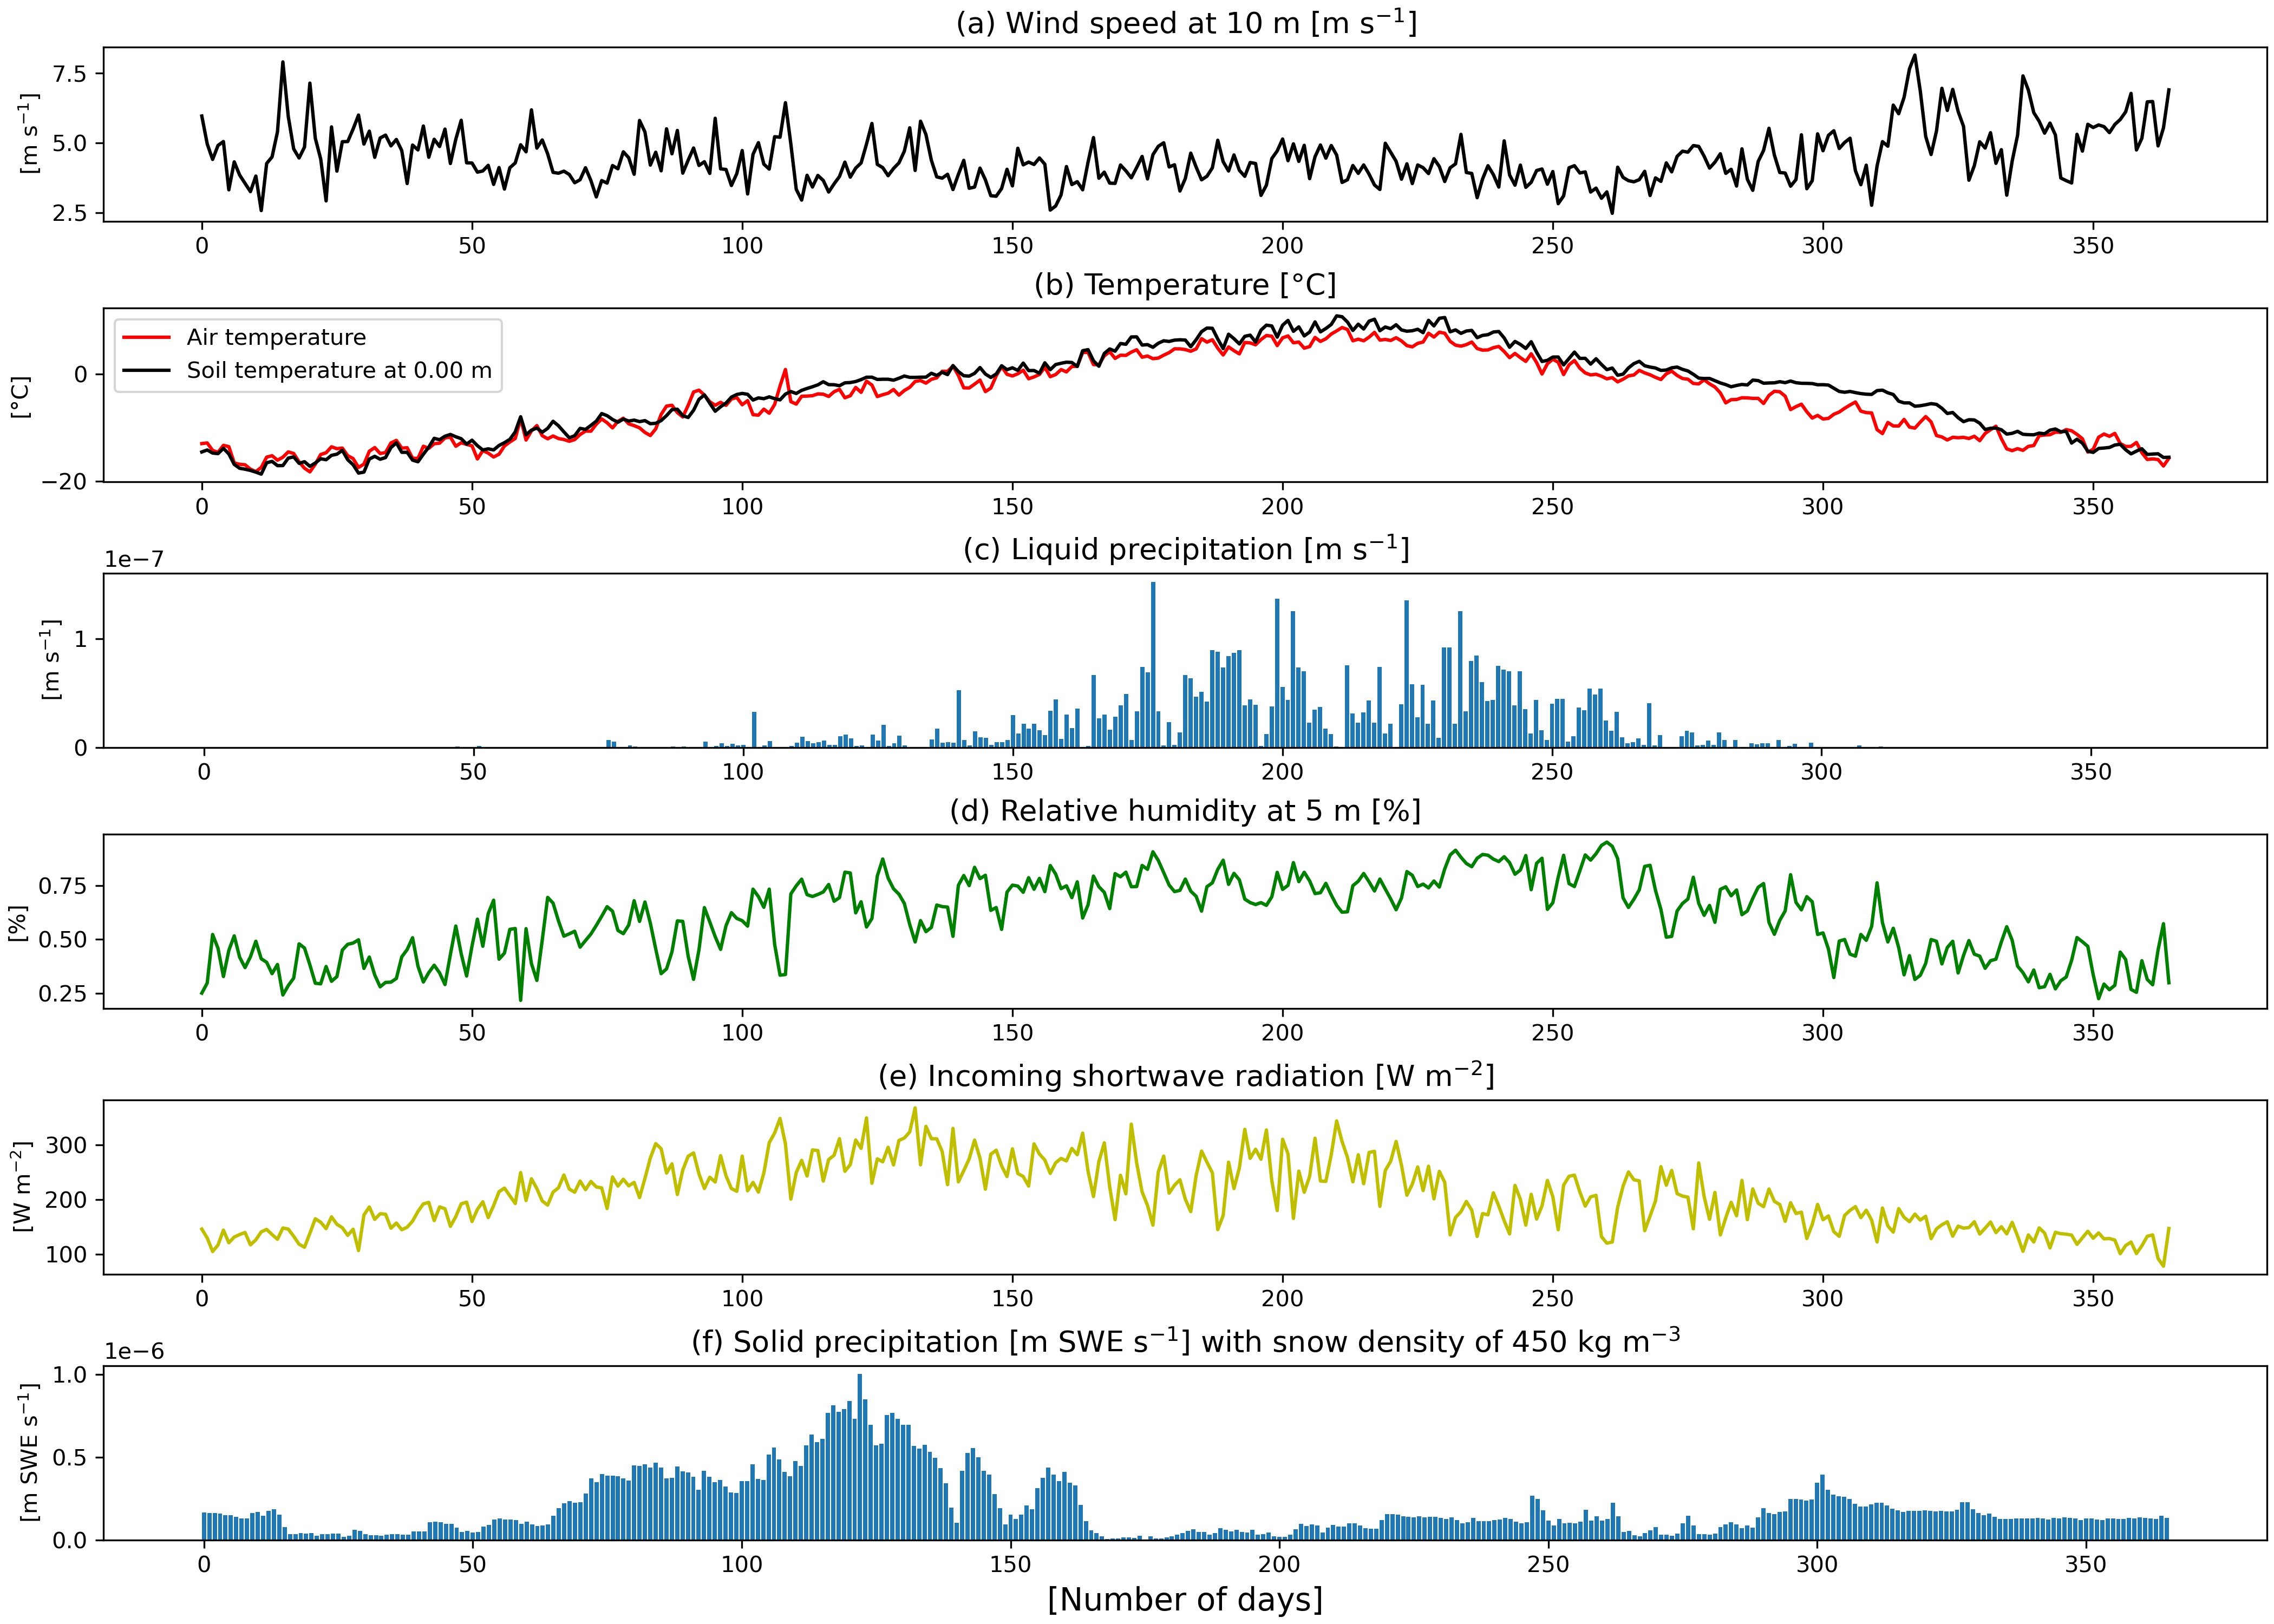 (a) Wind speed at 10 m [m s⁻¹]
[m s⁻¹]
7.5
5.0
2.5
0 50 100 150 200 250 300 350
(b) Temperature [°C]
[°C]
0
−20
Air temperature
Soil temperature at 0.00 m
0 50 100 150 200 250 300 350
(c) Liquid precipitation [m s⁻¹]
1e−7
[m s⁻¹]
1
0
0 50 100 150 200 250 300 350
(d) Relative humidity at 5 m [%]
[%]
0.75
0.50
0.25
0 50 100 150 200 250 300 350
(e) Incoming shortwave radiation [W m⁻²]
[W m⁻²]
300
200
100
0 50 100 150 200 250 300 350
(f) Solid precipitation [m SWE s⁻¹] with snow density of 450 kg m⁻³
1e−6
[m SWE s⁻¹]
1.0
0.5
0.0
0 50 100 150 200 250 300 350
[Number of days]